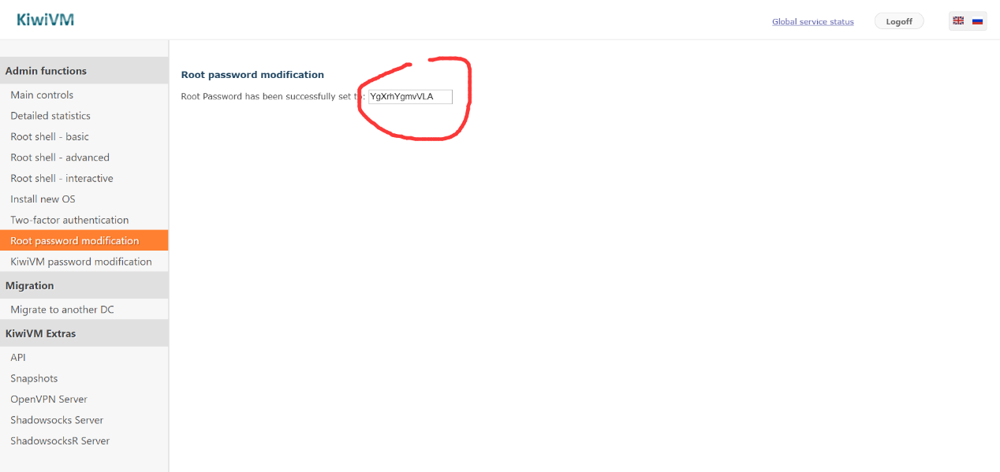 KiwiVM
Global service status
Logoff
Admin functions
Main controls
Detailed statistics
Root shell - basic
Root shell - advanced
Root shell - interactive
Install new OS
Two-factor authentication
Root password modification
KiwiVM password modification
Migration
Migrate to another DC
KiwiVM Extras
API
Snapshots
OpenVPN Server
Shadowsocks Server
ShadowsocksR Server
Root password modification
Root Password has been successfully set to: YgXrhYgmvVLA